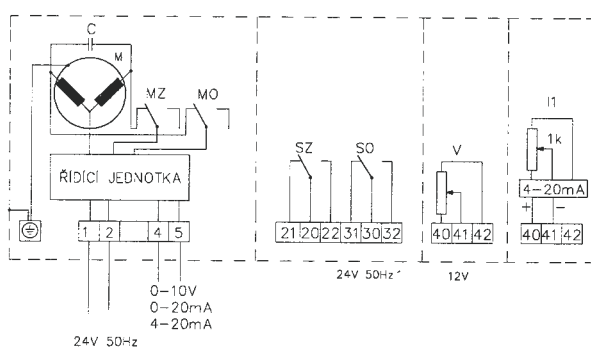 C
M
MZ MO
ŘÍDÍCÍ JEDNOTKA
1 2 4 5
0-10V
0-20mA
4-20mA
24V 50Hz
SZ SO
21 20 22 31 30 32
24V 50Hz
V
40 41 42
12V
I1
1k
4-20mA
+ -
40 41 42